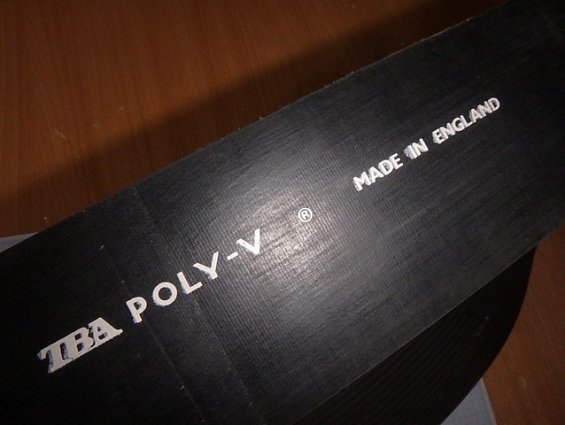 TBA POLY-V ® MADE IN ENGLAND